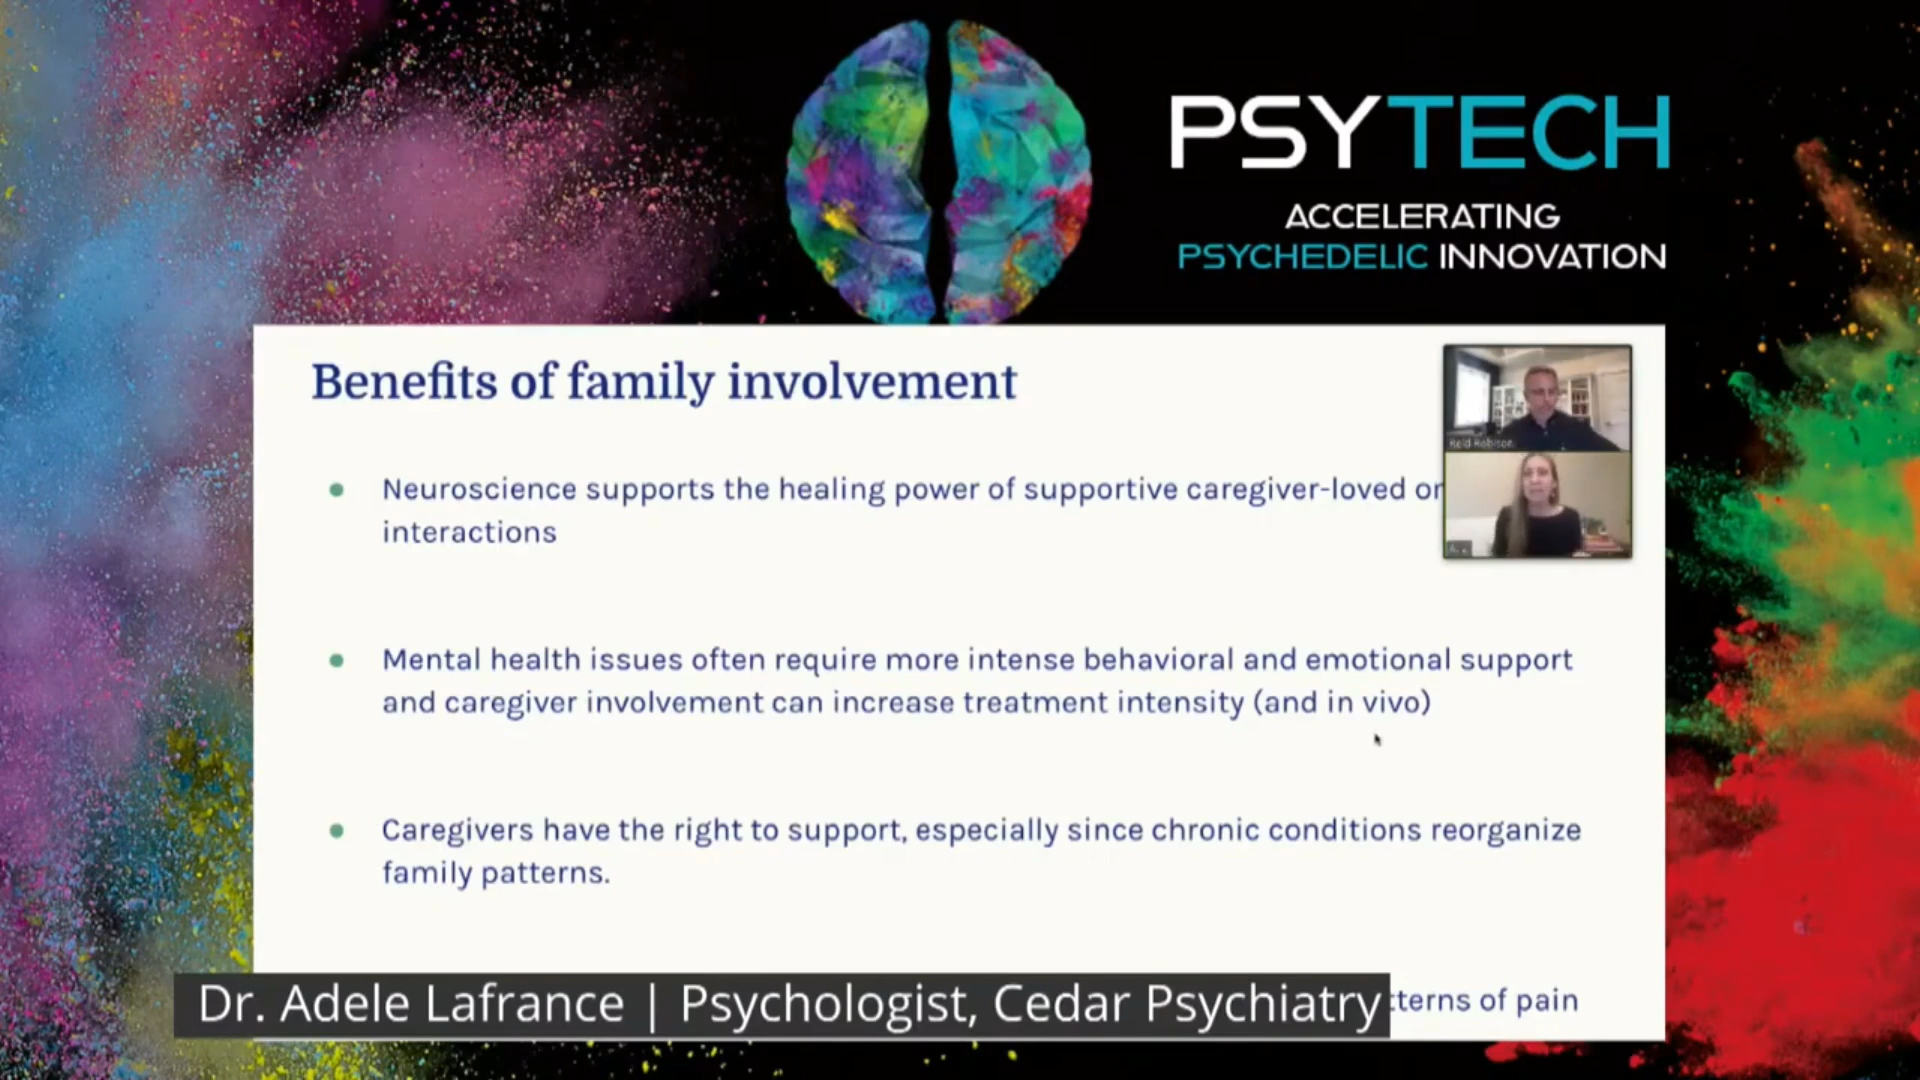 PSYTECH
ACCELERATING
PSYCHEDELIC INNOVATION
Benefits of family involvement
Reid Robison
Neuroscience supports the healing power of supportive caregiver-loved
interactions
Mental health issues often require more intense behavioral and emotional support
and caregiver involvement can increase treatment intensity (and in vivo)
Caregivers have the right to support, especially since chronic conditions reorganize
family patterns.
Dr. Adele Lafrance | Psychologist, Cedar Psychiatry
of pain